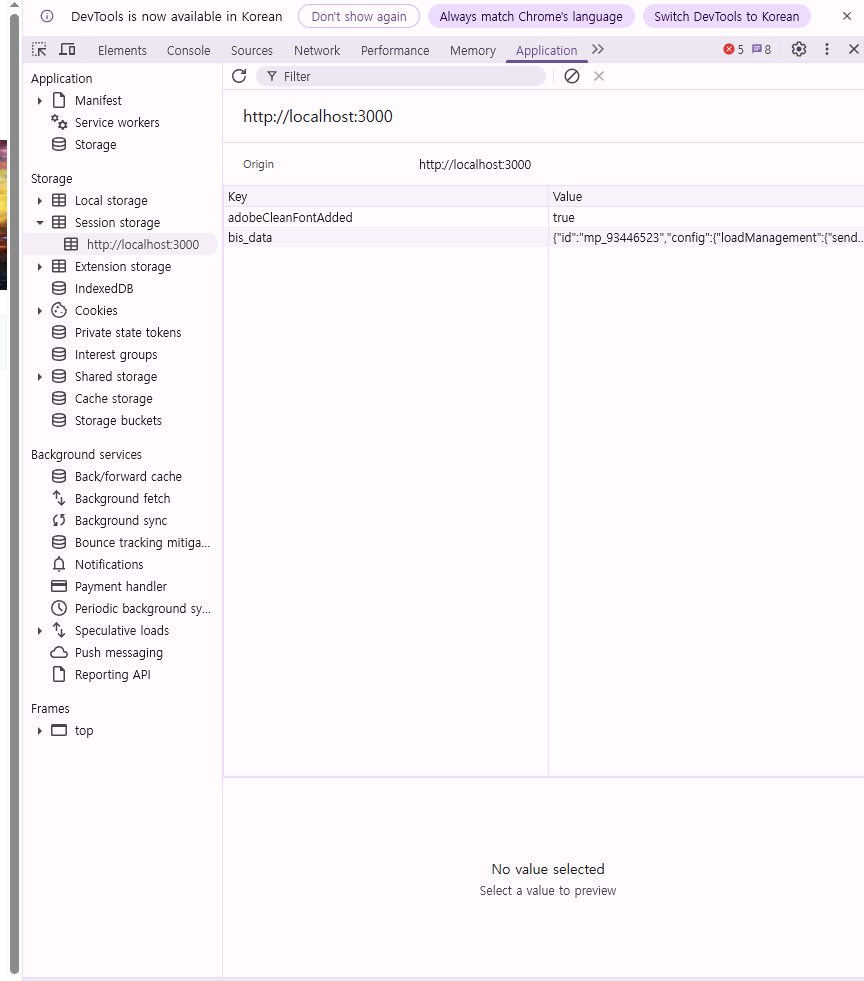 DevTools is now available in Korean Don't show again Always match Chrome's language Switch DevTools to Korean
Elements Console Sources Network Performance Memory Application 5 8
Application
Manifest
Service workers
Storage
Storage
Local storage
Session storage
http://localhost:3000
Extension storage
IndexedDB
Cookies
Private state tokens
Interest groups
Shared storage
Cache storage
Storage buckets
Background services
Back/forward cache
Background fetch
Background sync
Bounce tracking mitiga...
Notifications
Payment handler
Periodic background sy...
Speculative loads
Push messaging
Reporting API
Frames
top
Filter
http://localhost:3000
Origin http://localhost:3000
Key Value
adobeCleanFontAdded true
bis_data {"id":"mp_93446523","config":{"loadManagement":{"send...
No value selected
Select a value to preview